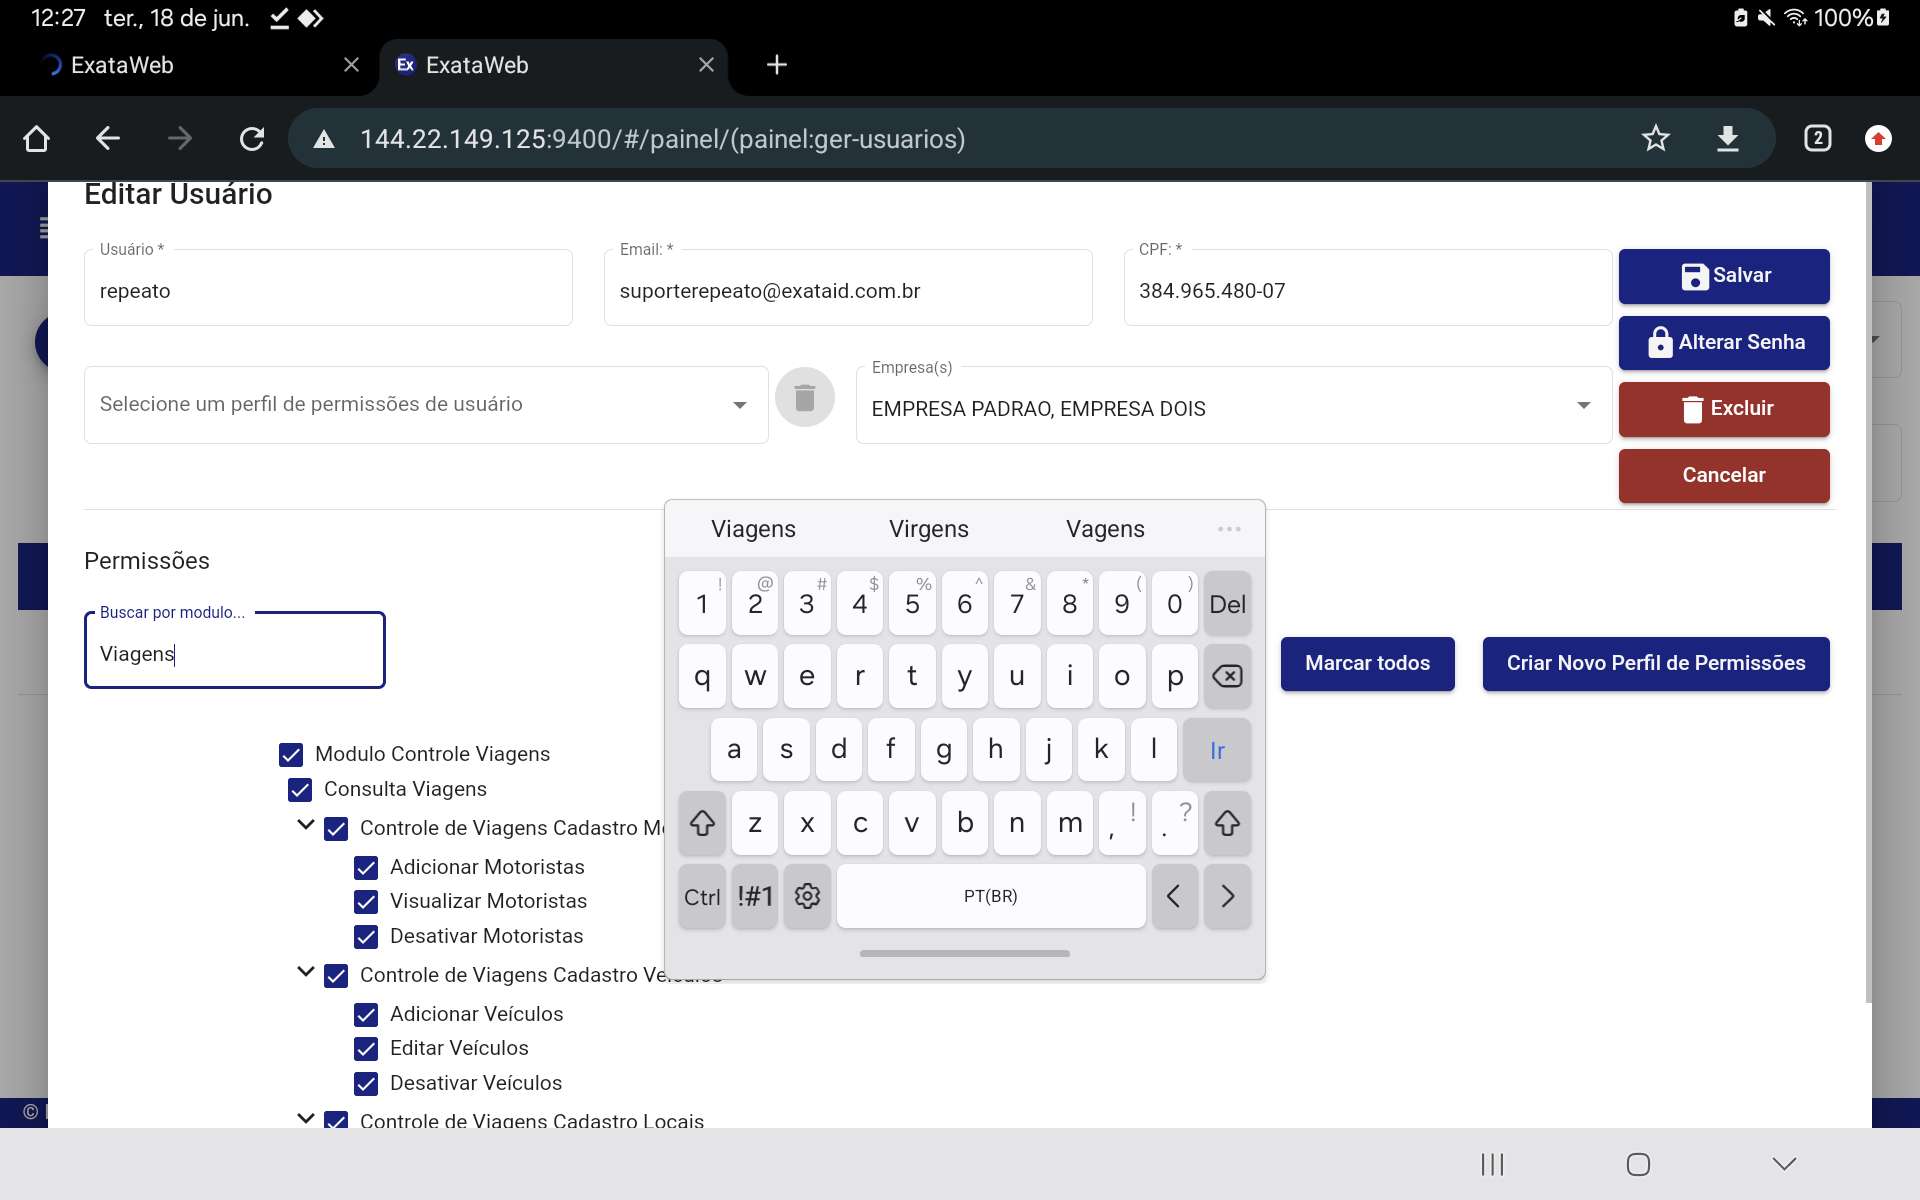 12:27 ter., 18 de jun. 100%
ExataWeb
Ex ExataWeb
144.22.149.125:9400/#/painel/(painel:ger-usuarios) 2
Editar Usuário
Usuário *
repeato
Email: *
suporterepeato@exataid.com.br
CPF: *
384.965.480-07
Salvar
Alterar Senha
Selecione um perfil de permissões de usuário
Empresa(s)
EMPRESA PADRAO, EMPRESA DOIS
Excluir
Cancelar
Viagens Virgens Vagens
Permissões
Buscar por modulo...
Viagens
! @ # $ % ^ & * ( )
1 2 3 4 5 6 7 8 9 0 Del
q w e r t y u i o p
a s d f g h j k l Ir
z x c v b n m , ! . ?
Ctrl !#1 PT(BR)
Marcar todos
Criar Novo Perfil de Permissões
Modulo Controle Viagens
Consulta Viagens
Controle de Viagens Cadastro
Adicionar Motoristas
Visualizar Motoristas
Desativar Motoristas
Controle de Viagens Cadastro Veículos
Adicionar Veículos
Editar Veículos
Desativar Veículos
Controle de Viagens Cadastro Locais
©